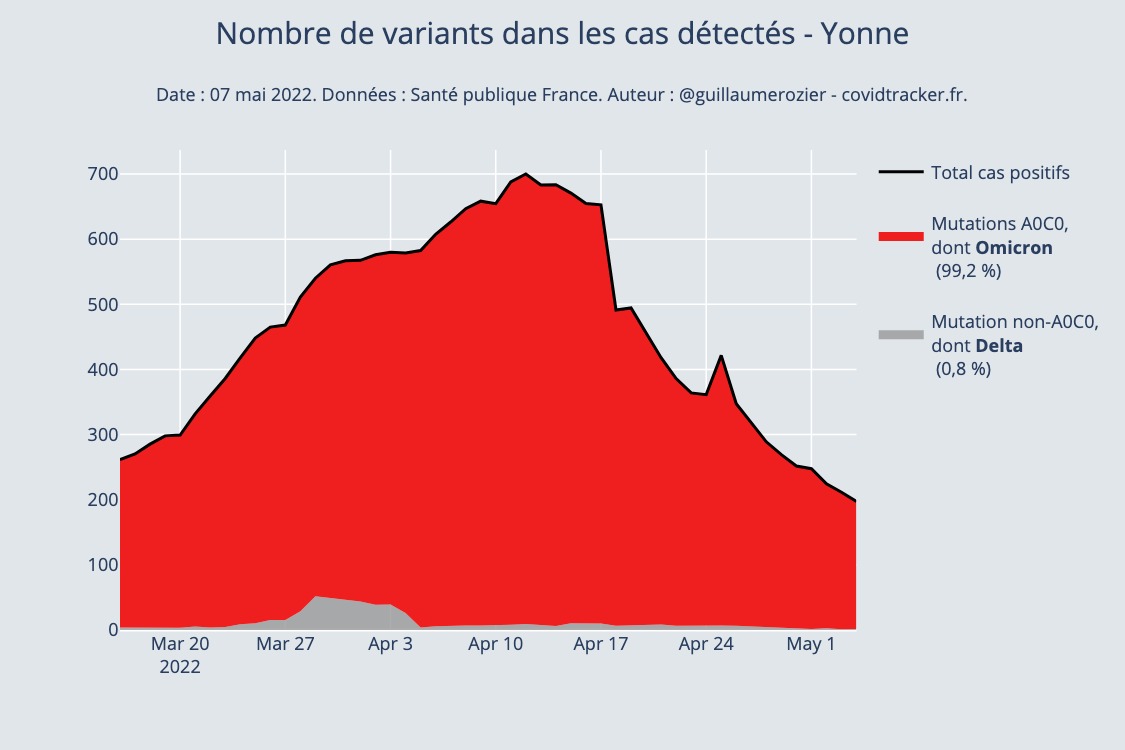 Nombre de variants dans les cas détectés - Yonne
Date : 07 mai 2022. Données : Santé publique France. Auteur : @guillaumerozier - covidtracker.fr.
700
600
500
400
300
200
100
0
Mar 20
2022
Mar 27
Apr 3
Apr 10
Apr 17
Apr 24
May 1
Total cas positifs
Mutations A0C0,
dont Omicron
(99,2 %)
Mutation non-A0C0,
dont Delta
(0,8 %)